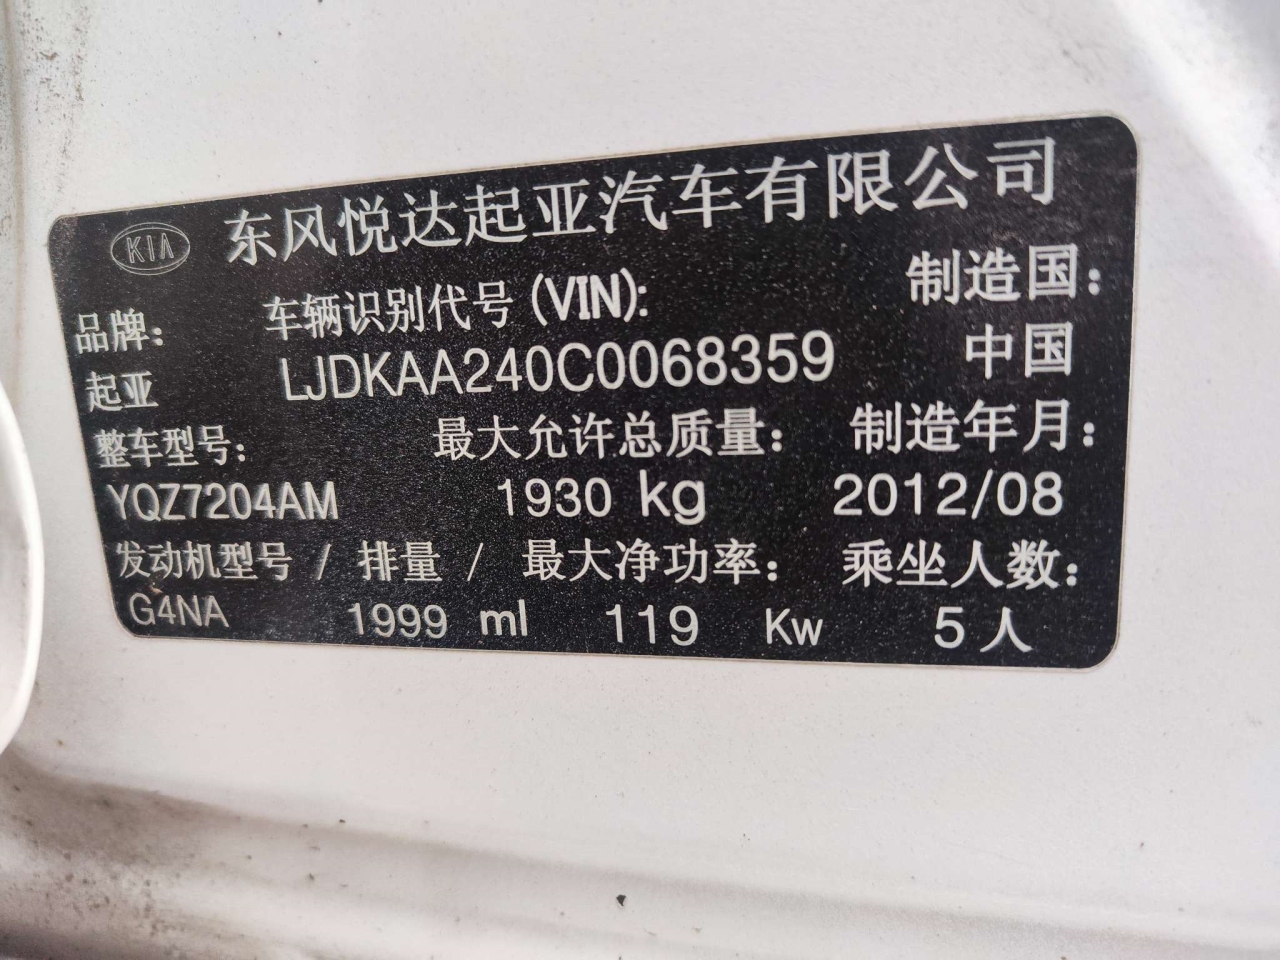 KIA 东风悦达起亚汽车有限公司
品牌: 车辆识别代号(VIN): 制造国:
起亚 LJDKAA240C0068359 中国
整车型号: 最大允许总质量: 制造年月:
YQZ7204AM 1930 kg 2012/08
发动机型号 / 排量 / 最大净功率: 乘坐人数:
G4NA 1999 ml 119 Kw 5人